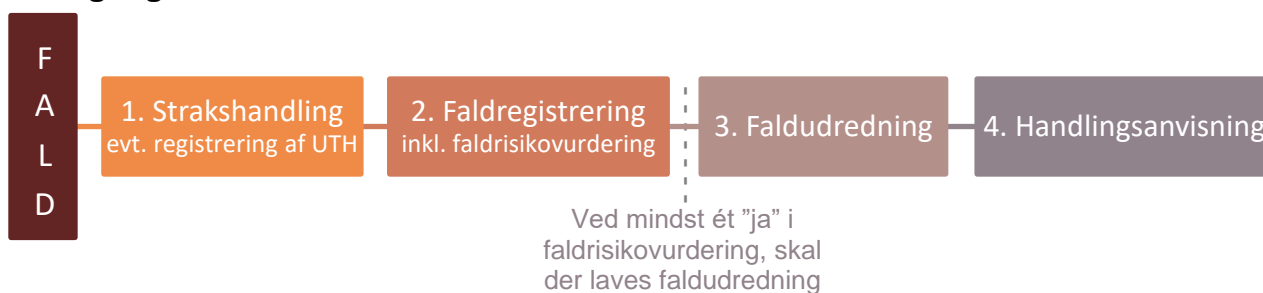 F
A
L
D
1. Strakshandling
evt. registrering af UTH
2. Faldregistrering
inkl. faldrisikovurdering
3. Faldudredning
4. Handlingsanvisning
Ved mindst ét ”ja” i
faldrisikovurdering, skal
der laves faldudredning